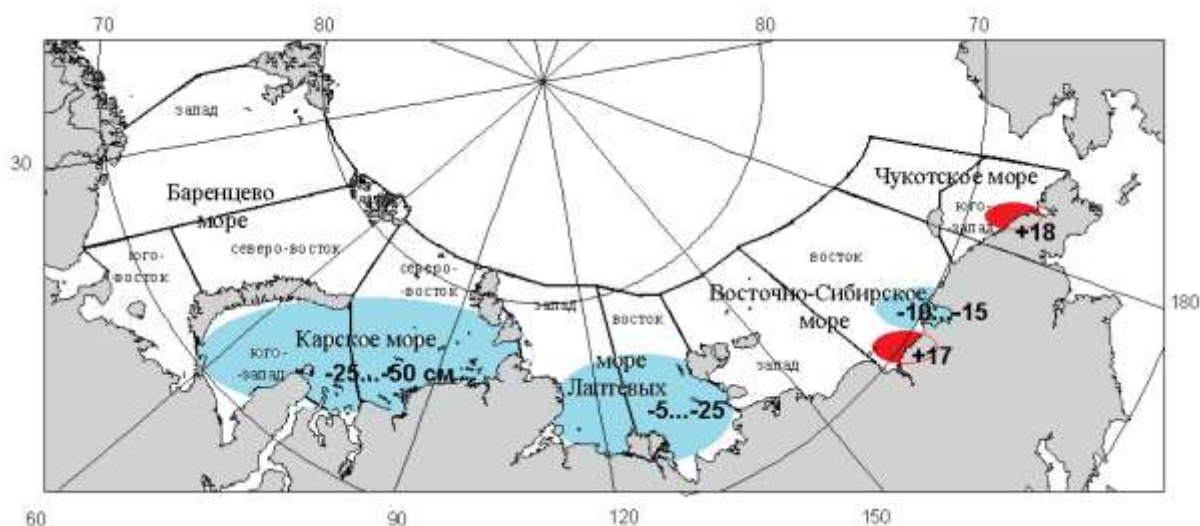 70
80
80
70
запад
30
Чукотское море
Баренцево
море
юго-
-запад
+18
юго-
-восток
северо-восток
северо-
-восток
восток
запад
Восточно-Сибирское
море
180
-10...-15
восток
Карское море
+17
юго-
-запад
-25...-50 см
море
Лаптевых
запад
-5...-25
60
90
120
150